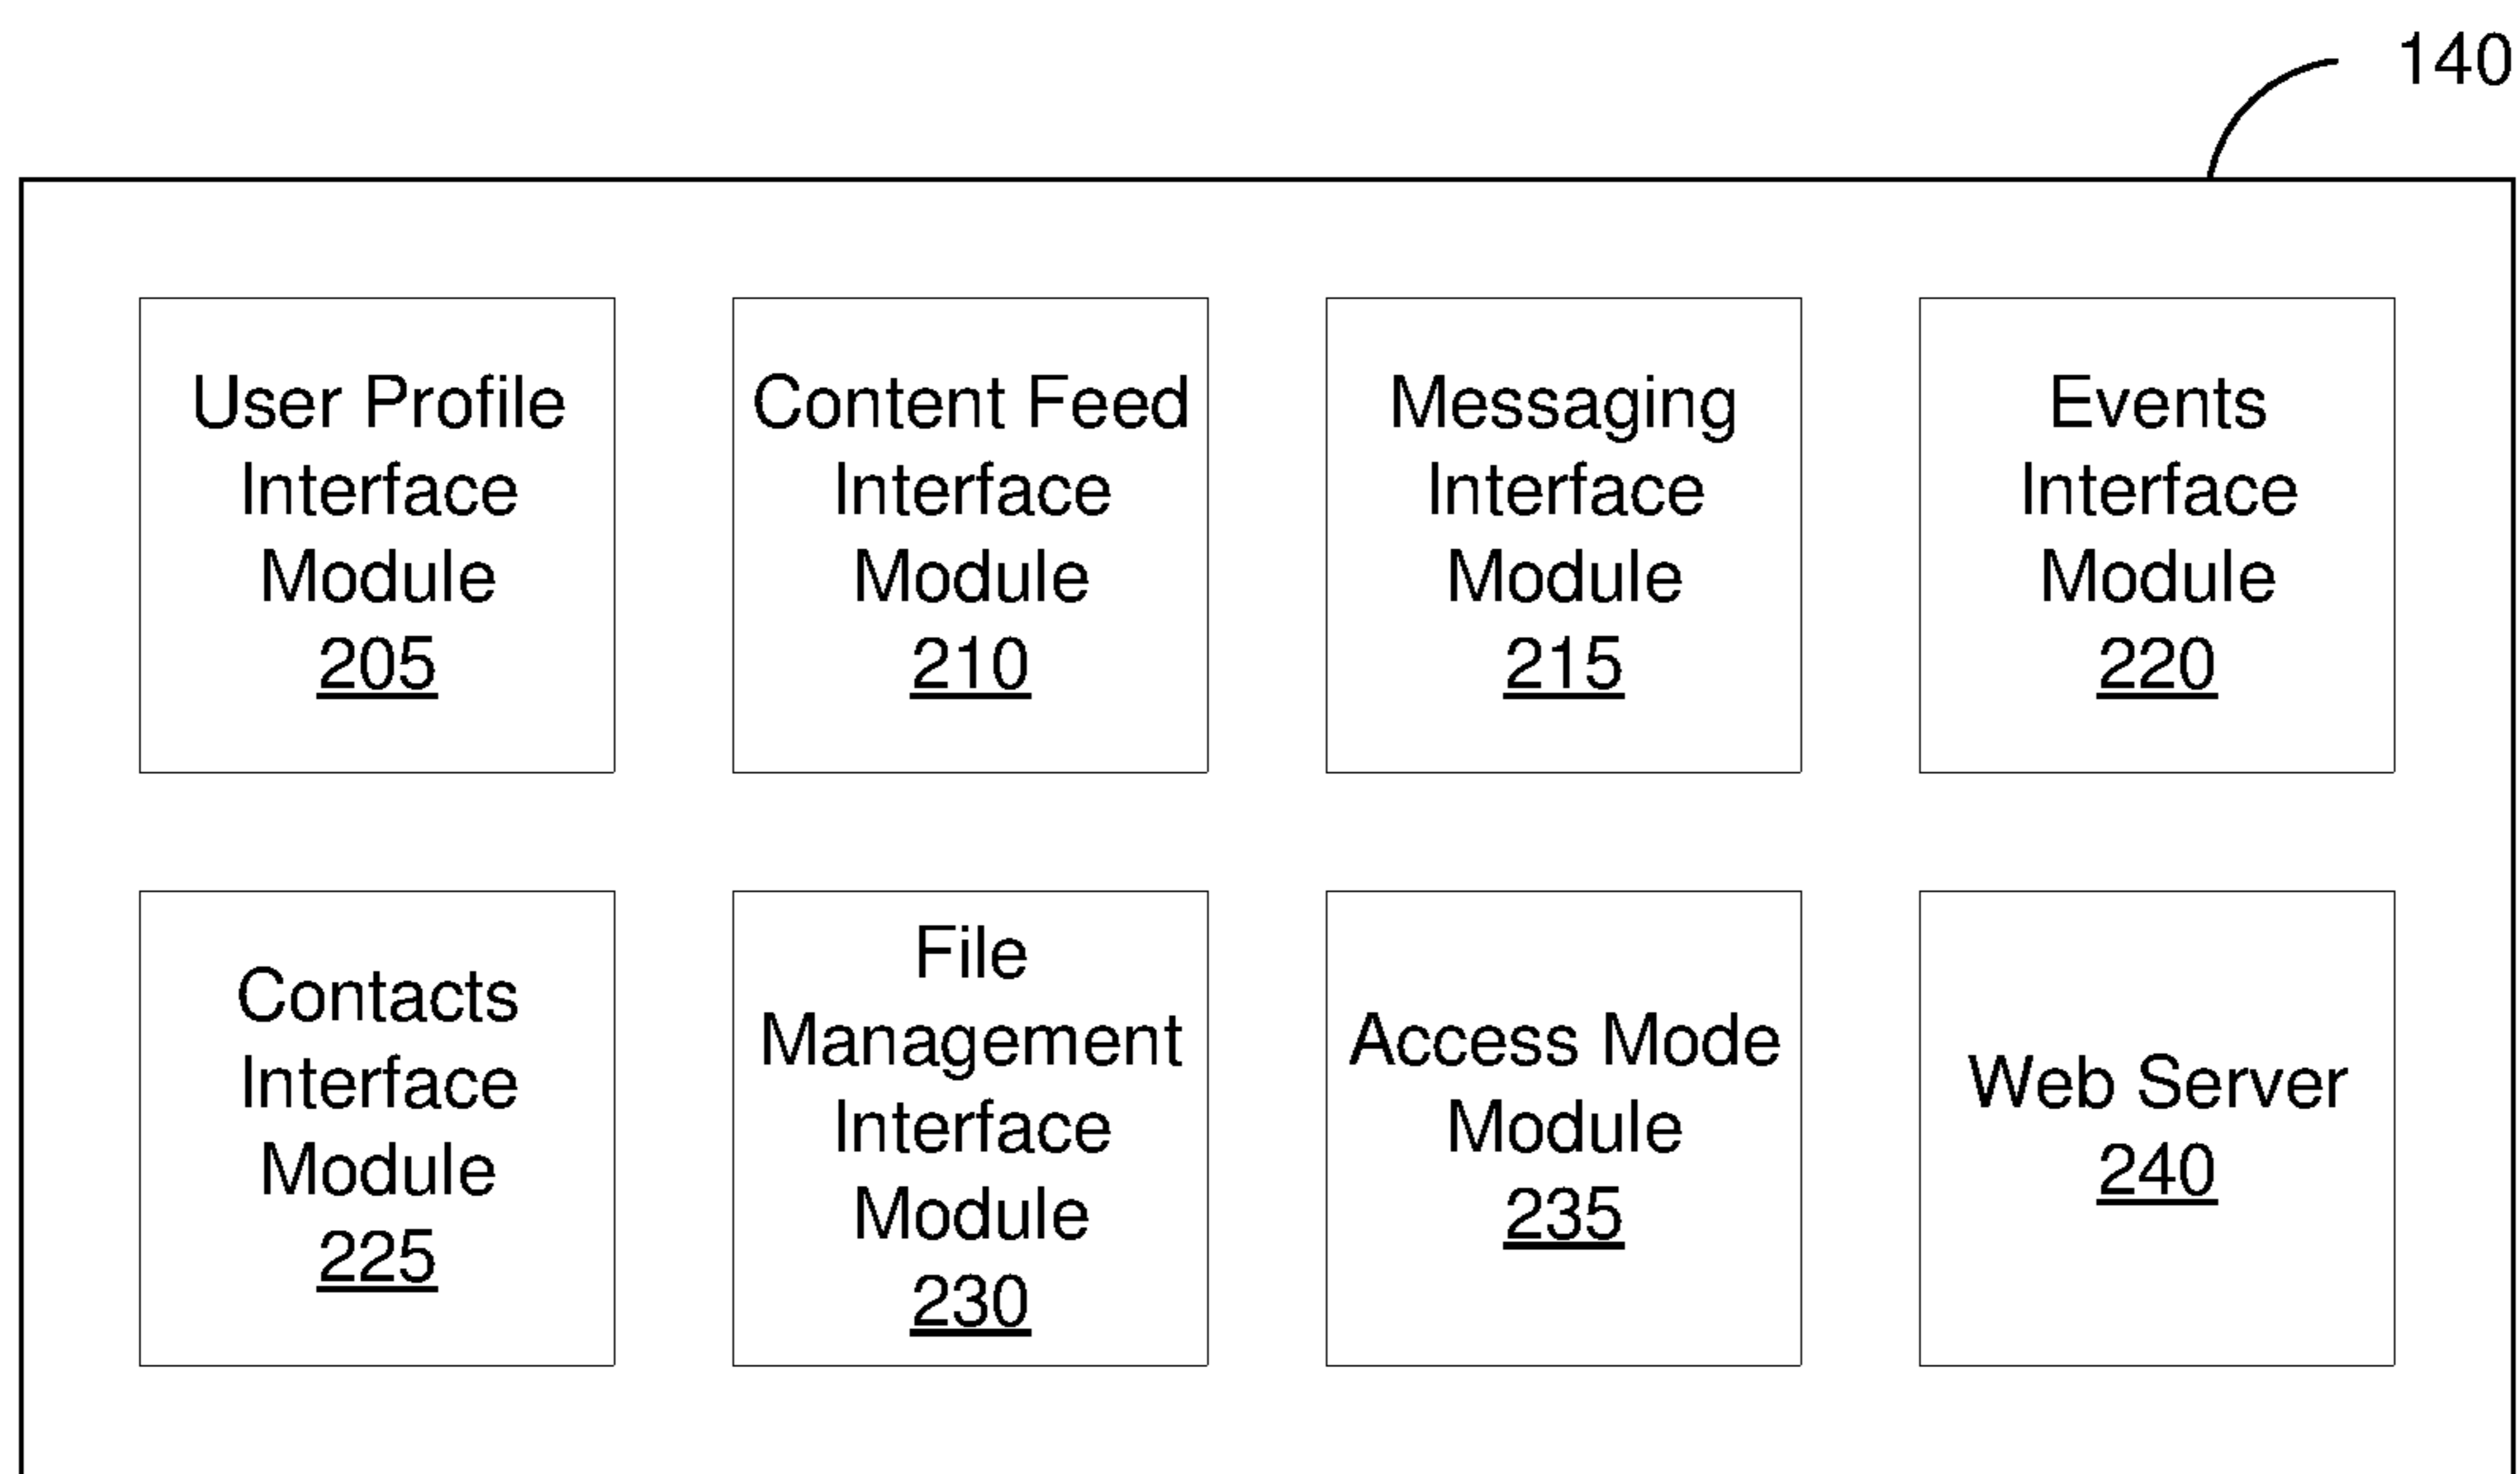 140
User Profile
Interface
Module
205
Content Feed
Interface
Module
210
Messaging
Interface
Module
215
Events
Interface
Module
220
Contacts
Interface
Module
225
File
Management
Interface
Module
230
Access Mode
Module
235
Web Server
240